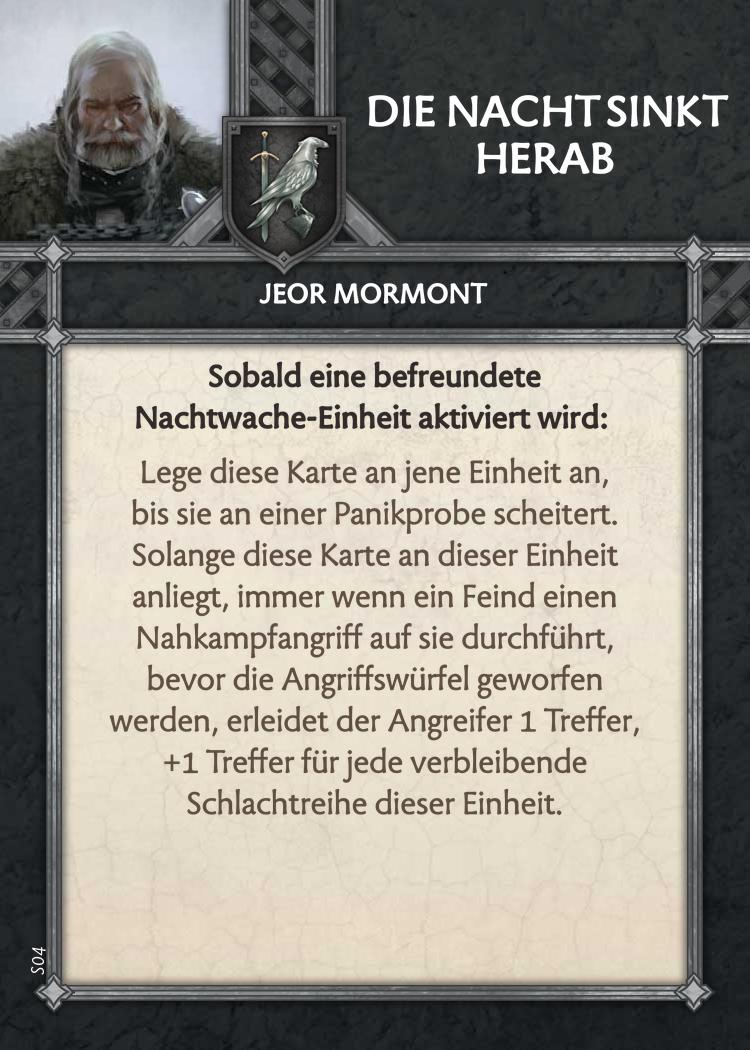 DIE NACHT SINKT
HERAB
JEOR MORMONT
Sobald eine befreundete
Nachtwache-Einheit aktiviert wird:
Lege diese Karte an jene Einheit an,
bis sie an einer Panikprobe scheitert.
Solange diese Karte an dieser Einheit
anliegt, immer wenn ein Feind einen
Nahkampfangriff auf sie durchführt,
bevor die Angriffswürfel geworfen
werden, erleidet der Angreifer 1 Treffer,
+1 Treffer für jede verbleibende
Schlachtreihe dieser Einheit.
S04